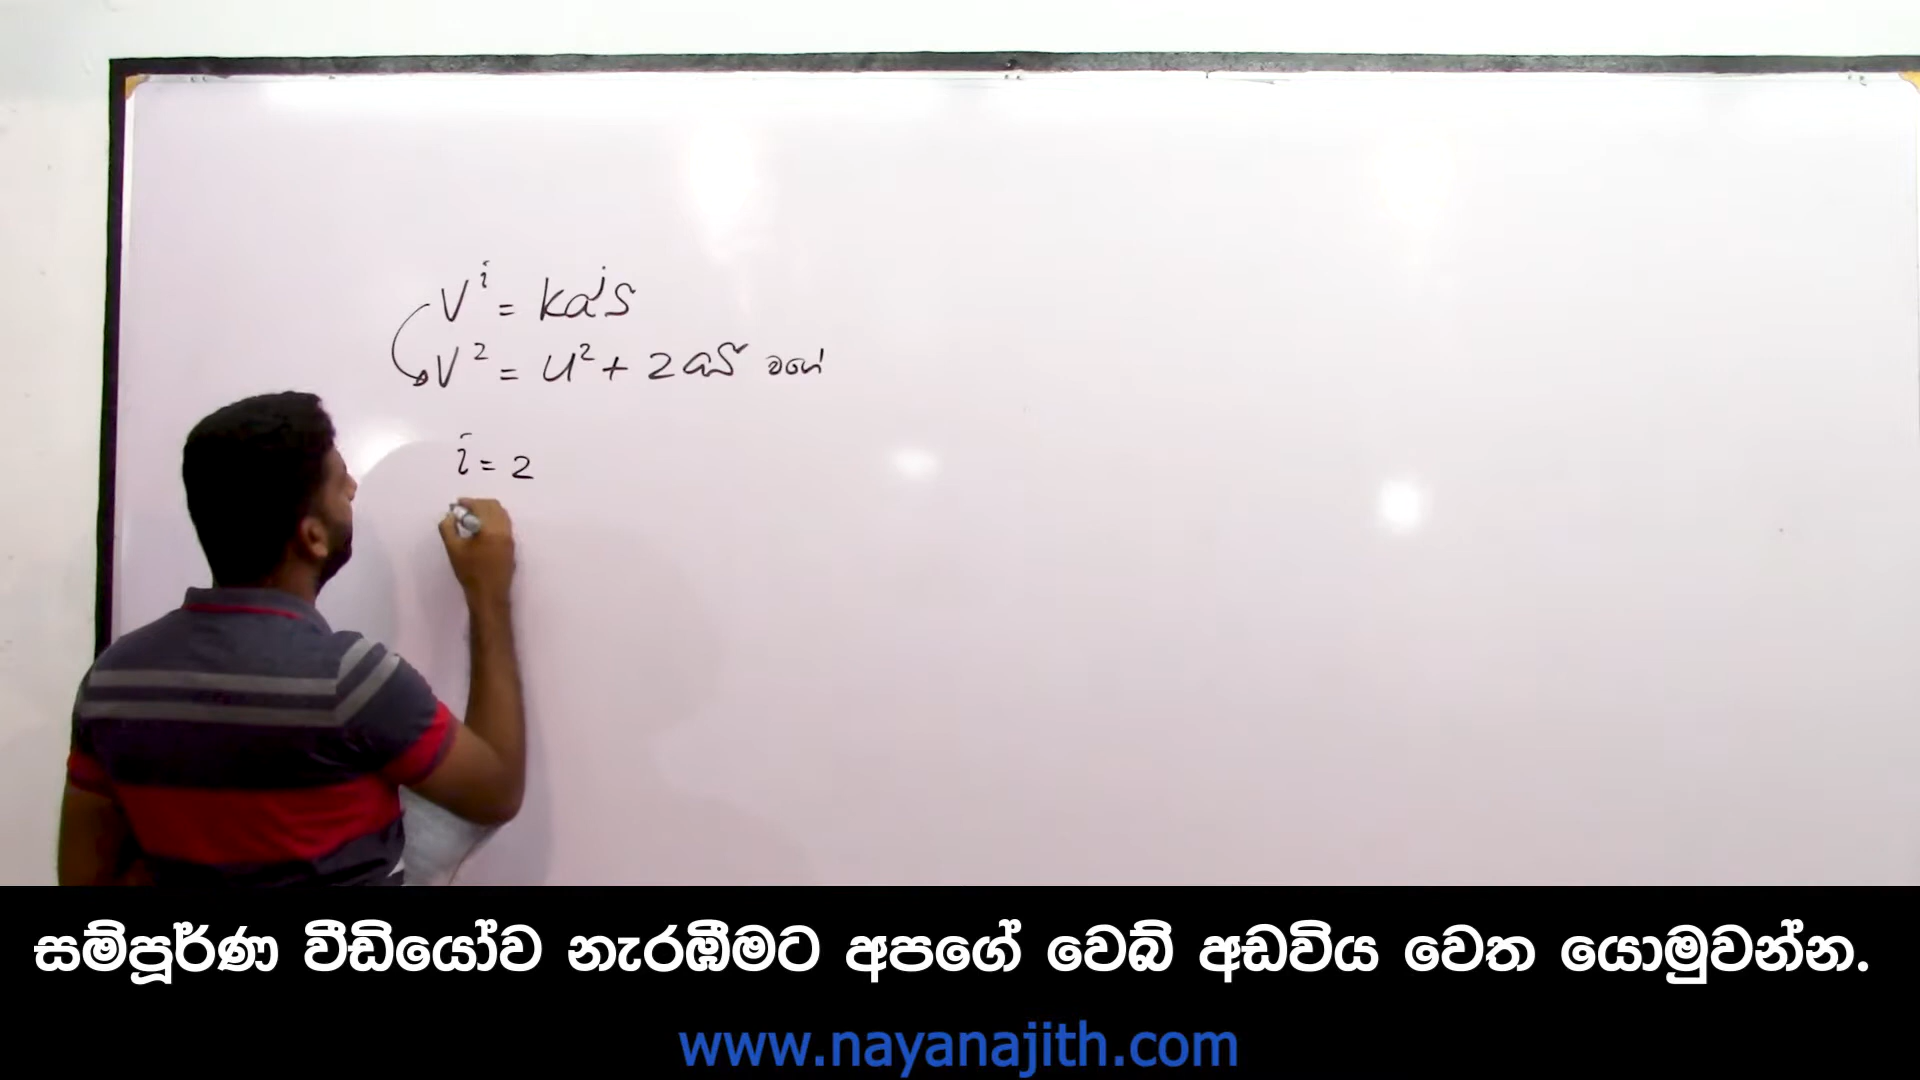 Vⁱ = kaʲs
V² = u² + 2as වගේ
i = 2
සම්පූර්ණ වීඩියෝව නැරඹීමට අපගේ වෙබ් අඩවිය වෙත යොමුවන්න.
www.nayanajith.com